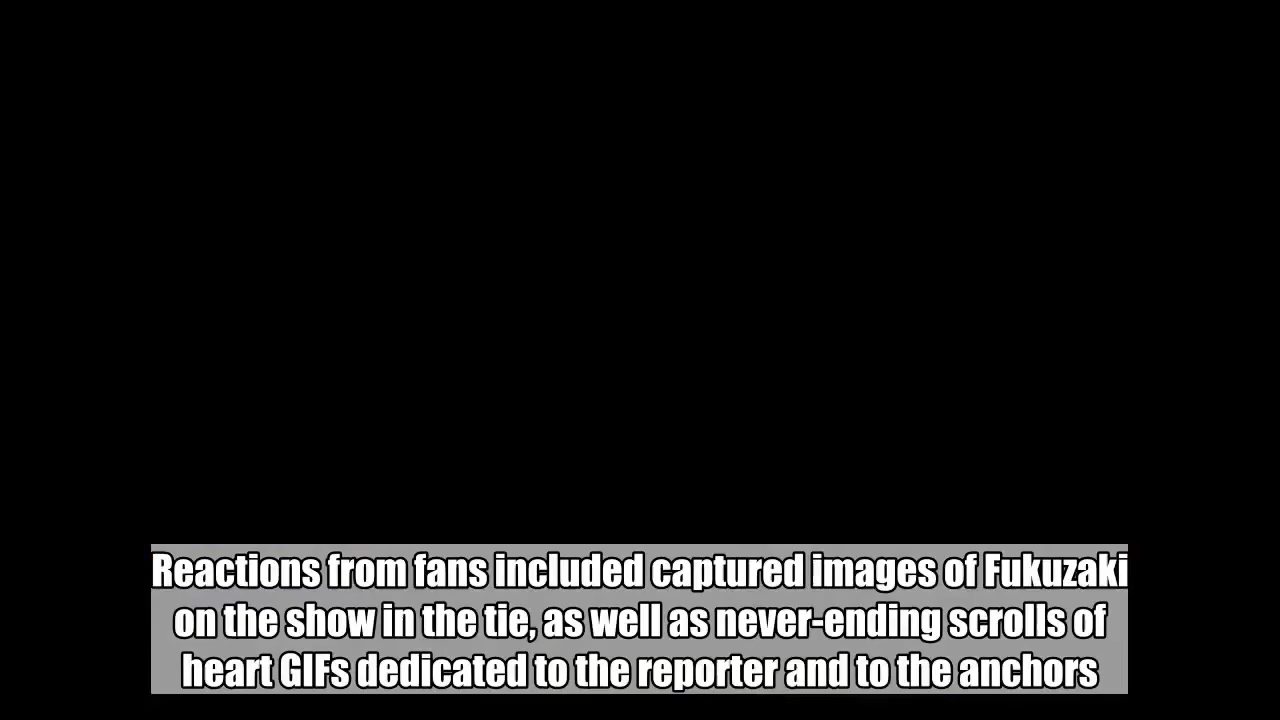 Reactions from fans included captured images of Fukuzaki
on the show in the tie, as well as never-ending scrolls of
heart GIFs dedicated to the reporter and to the anchors